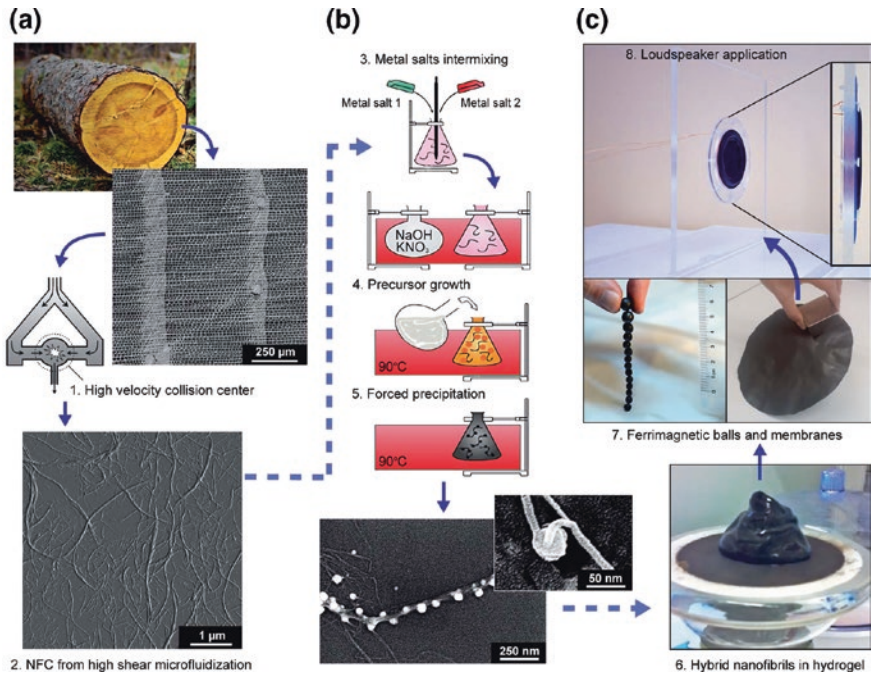 (a)
250 µm
1. High velocity collision center
1 µm
2. NFC from high shear microfluidization
(b)
3. Metal salts intermixing
Metal salt 1
Metal salt 2
NaOH
KNO₃
4. Precursor growth
90°C
5. Forced precipitation
90°C
50 nm
250 nm
(c)
8. Loudspeaker application
7. Ferrimagnetic balls and membranes
6. Hybrid nanofibrils in hydrogel